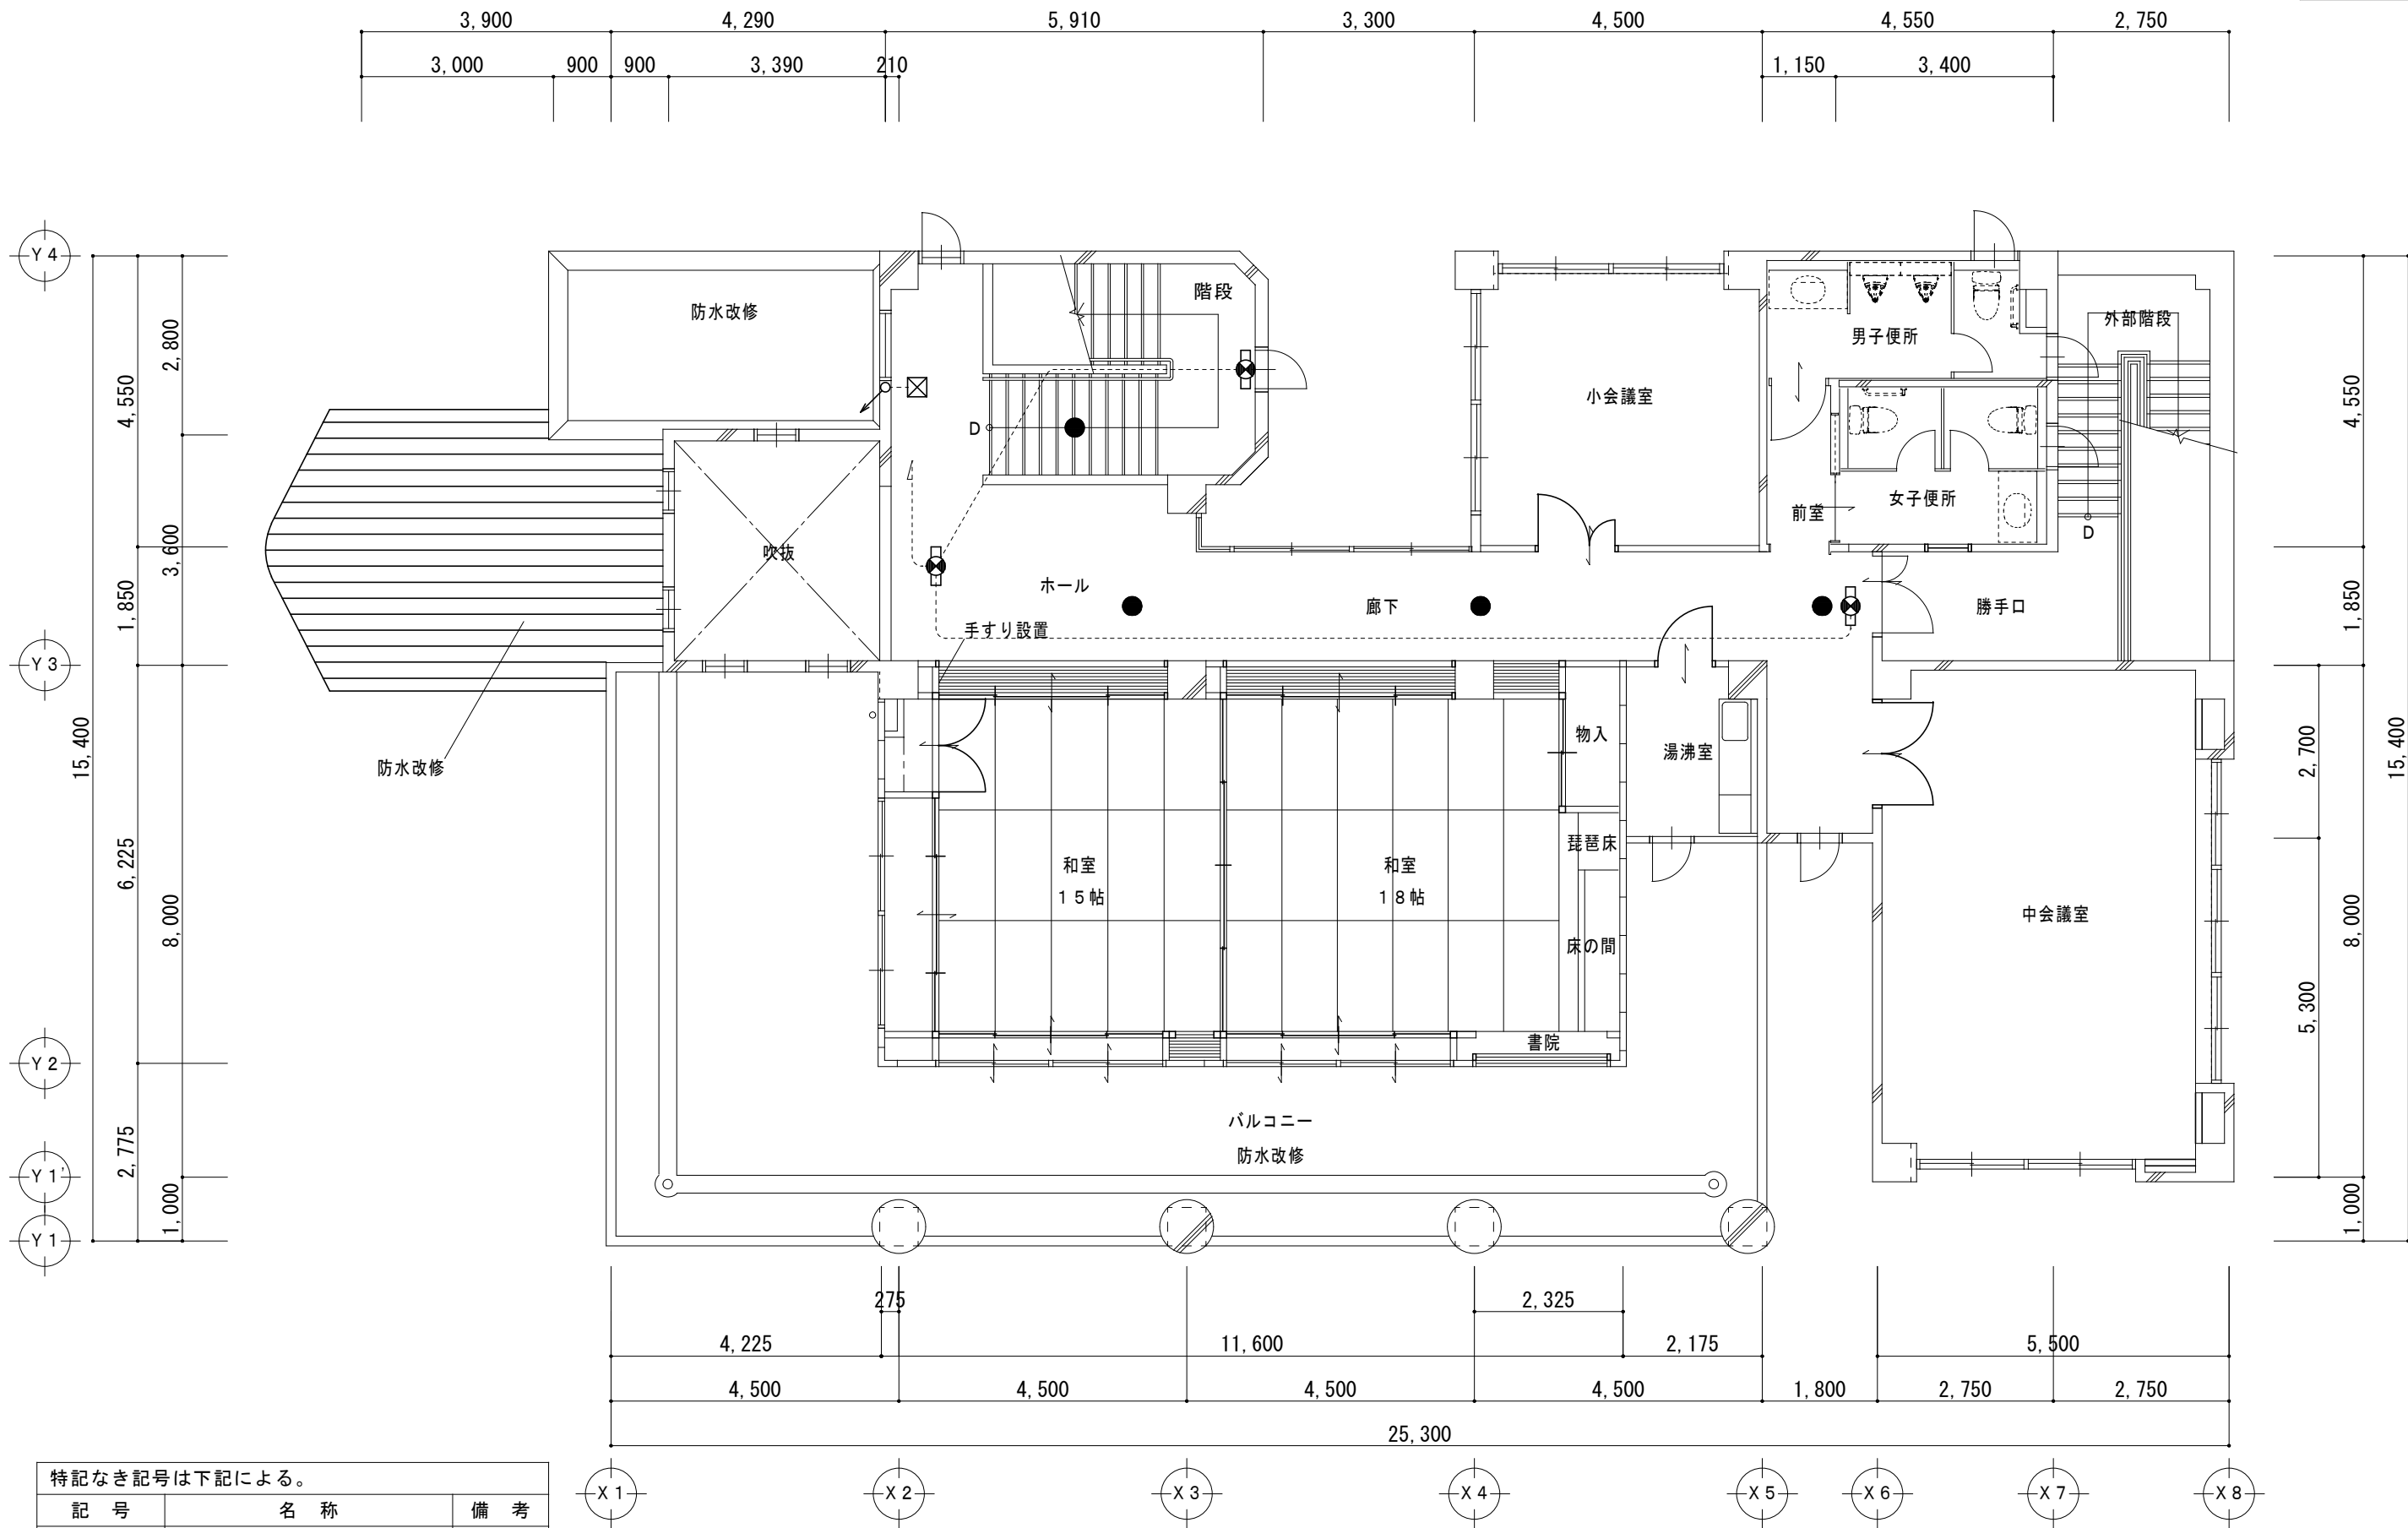 3,900 4,290 5,910 3,300 4,500 4,550 2,750
3,000 900 900 3,390 210 1,150 3,400
Y4
Y3
Y2
Y1'
Y1
15,400
4,550
1,850
6,225
2,775
2,800
3,600
8,000
1,000
防水改修
階段
D
小会議室
男子便所
外部階段
女子便所
前室
D
吹抜
ホール
廊下
勝手口
手すり設置
防水改修
物入
湯沸室
琵琶床
和室
15帖
和室
18帖
床の間
中会議室
書院
バルコニー
防水改修
4,550
1,850
2,700
5,300
8,000
1,000
15,400
275 2,325
4,225 11,600 2,175 5,500
4,500 4,500 4,500 4,500 1,800 2,750 2,750
25,300
X1 X2 X3 X4 X5 X6 X7 X8
特記なき記号は下記による。
記号 名称 備考